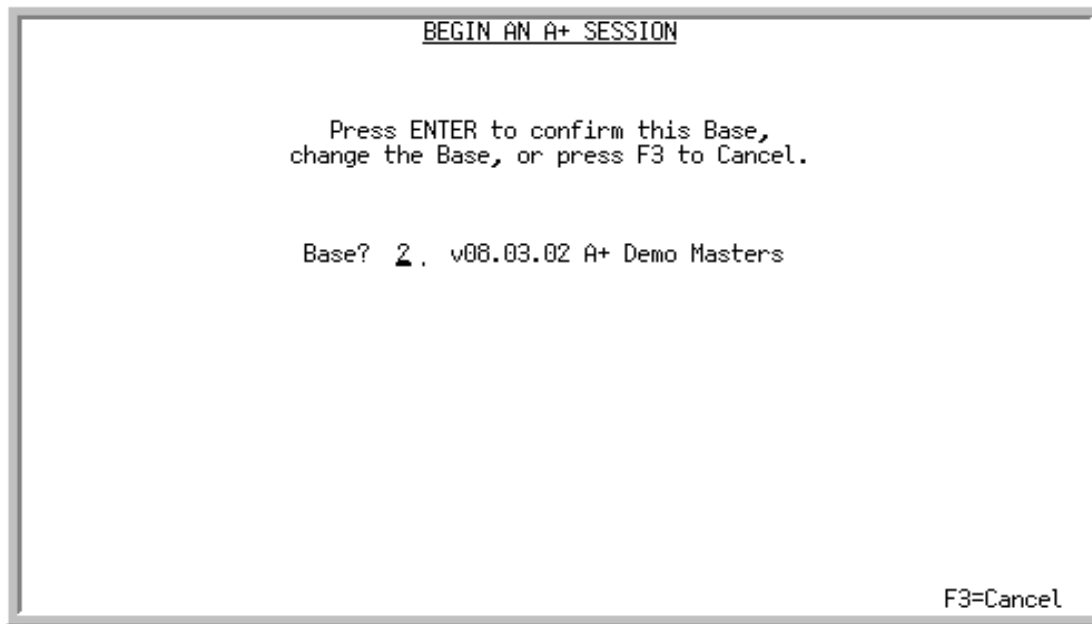 BEGIN AN A+ SESSION
Press ENTER to confirm this Base,
change the Base, or press F3 to Cancel.
Base? 2 . v08.03.02 A+ Demo Masters
F3=Cancel